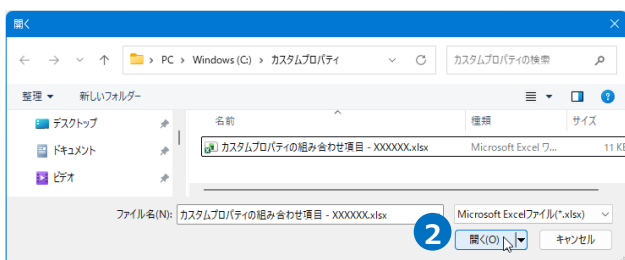 開く
PC › Windows (C:) › カスタムプロパティ
カスタムプロパティの検索
整理 新しいフォルダー
デスクトップ
ドキュメント
ビデオ
名前 種類 サイズ
カスタムプロパティの組み合わせ項目 - XXXXXX.xlsx Microsoft Excel ワ... 11 KB
ファイル名(N): カスタムプロパティの組み合わせ項目 - XXXXXX.xlsx Microsoft Excelファイル(*.xlsx)
2 開く(O) キャンセル